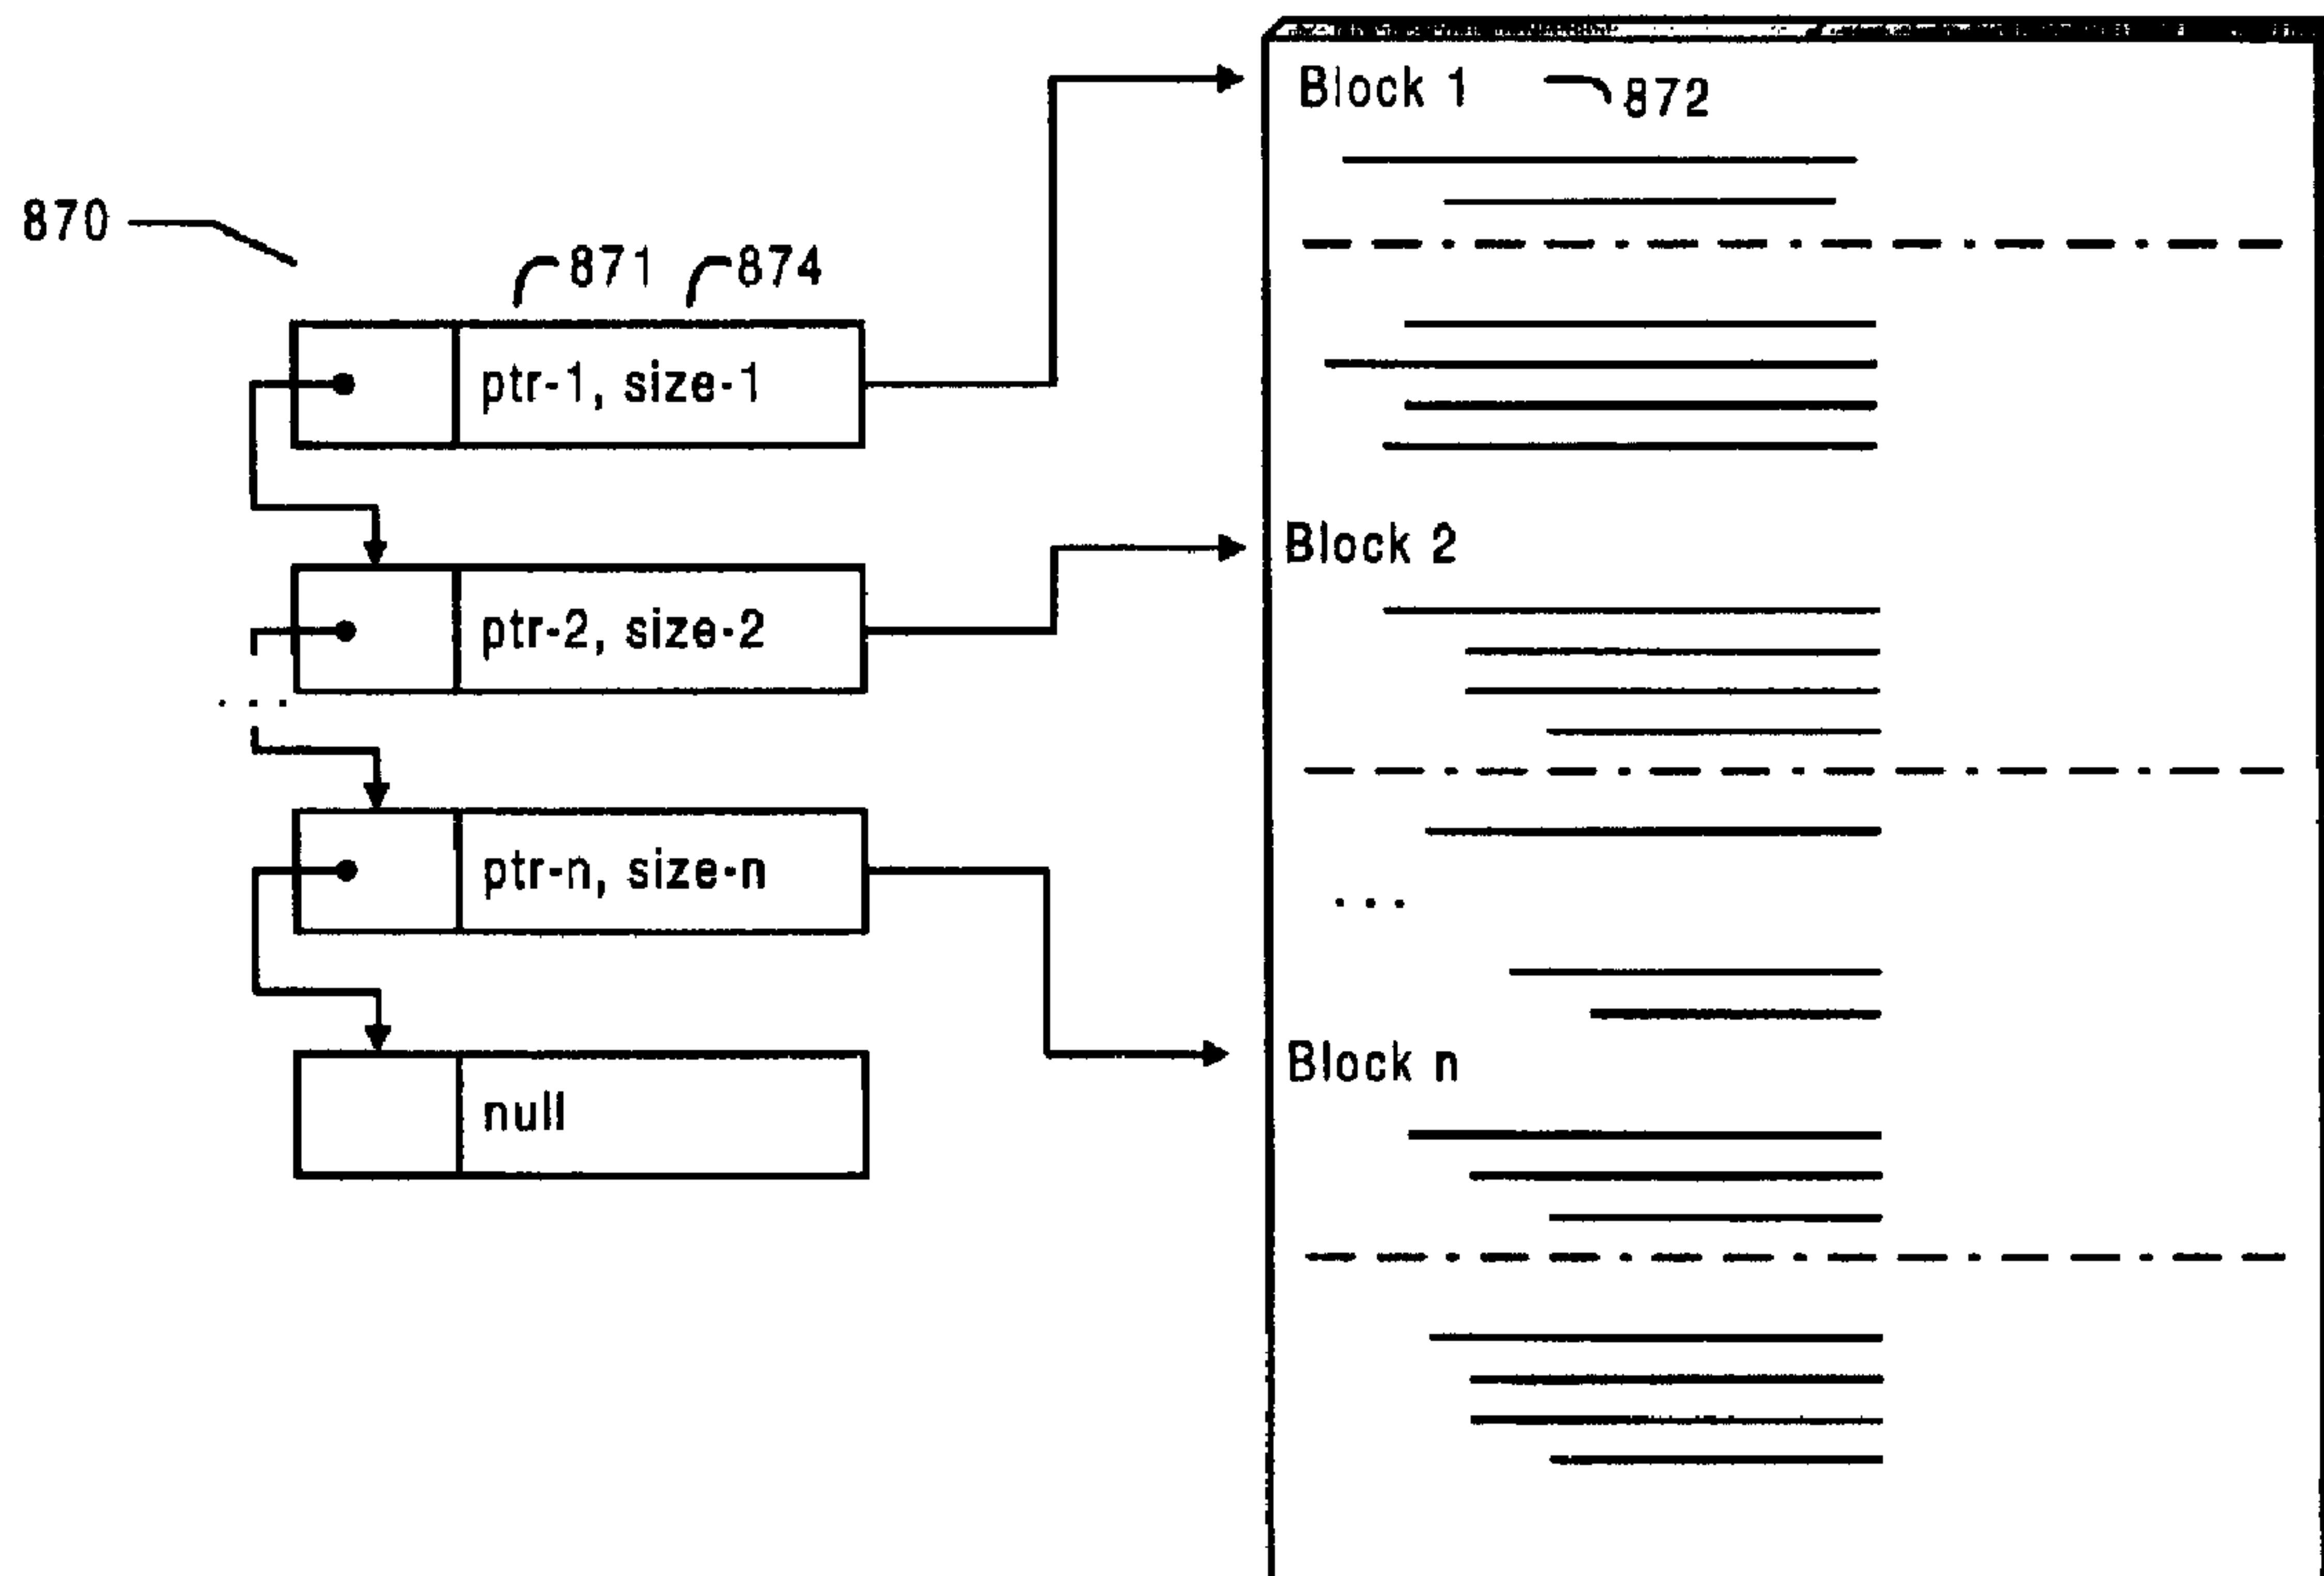 Block 1 872
870
871 874
ptr-1, size-1
Block 2
ptr-2, size-2
...
ptr-n, size-n
...
Block n
null